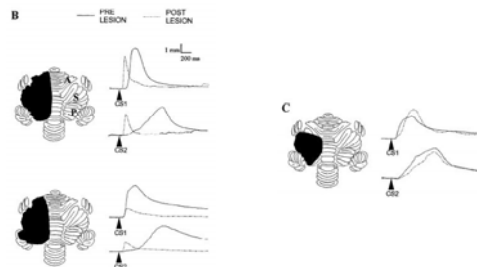 B
PRE LESION
POST LESION
1 mm
200 ms
A
S
P
CS1
CS2
CS1
CS2
C
CS1
CS2